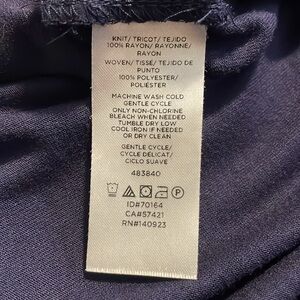 KNIT/ TRICOT/ TEJIDO
100% RAYON/ RAYONNE/
RAYON
WOVEN/ TISSE/ TEJIDO DE
PUNTO
100% POLYESTER/
POLIESTER
MACHINE WASH COLD
GENTLE CYCLE
ONLY NON-CHLORINE
BLEACH WHEN NEEDED
TUMBLE DRY LOW
COOL IRON IF NEEDED
OR DRY CLEAN
GENTLE CYCLE/
CYCLE DÉLICAT/
CICLO SUAVE
483840
P
ID#70164
CA#57421
RN#140923